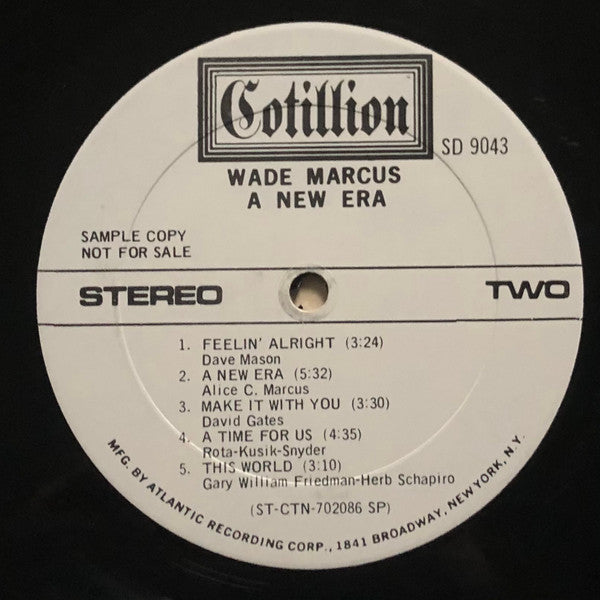 Cotillion
SD 9043
WADE MARCUS
A NEW ERA
SAMPLE COPY
NOT FOR SALE
STEREO
TWO
1. FEELIN' ALRIGHT (3:24)
Dave Mason
2. A NEW ERA (5:32)
Alice C. Marcus
3. MAKE IT WITH YOU (3:30)
David Gates
4. A TIME FOR US (4:35)
Rota-Kusik-Snyder
5. THIS WORLD (3:10)
Gary William Friedman-Herb Schapiro
(ST-CTN-702086 SP)
MFG. BY ATLANTIC RECORDING CORP., 1841 BROADWAY, NEW YORK, N.Y.